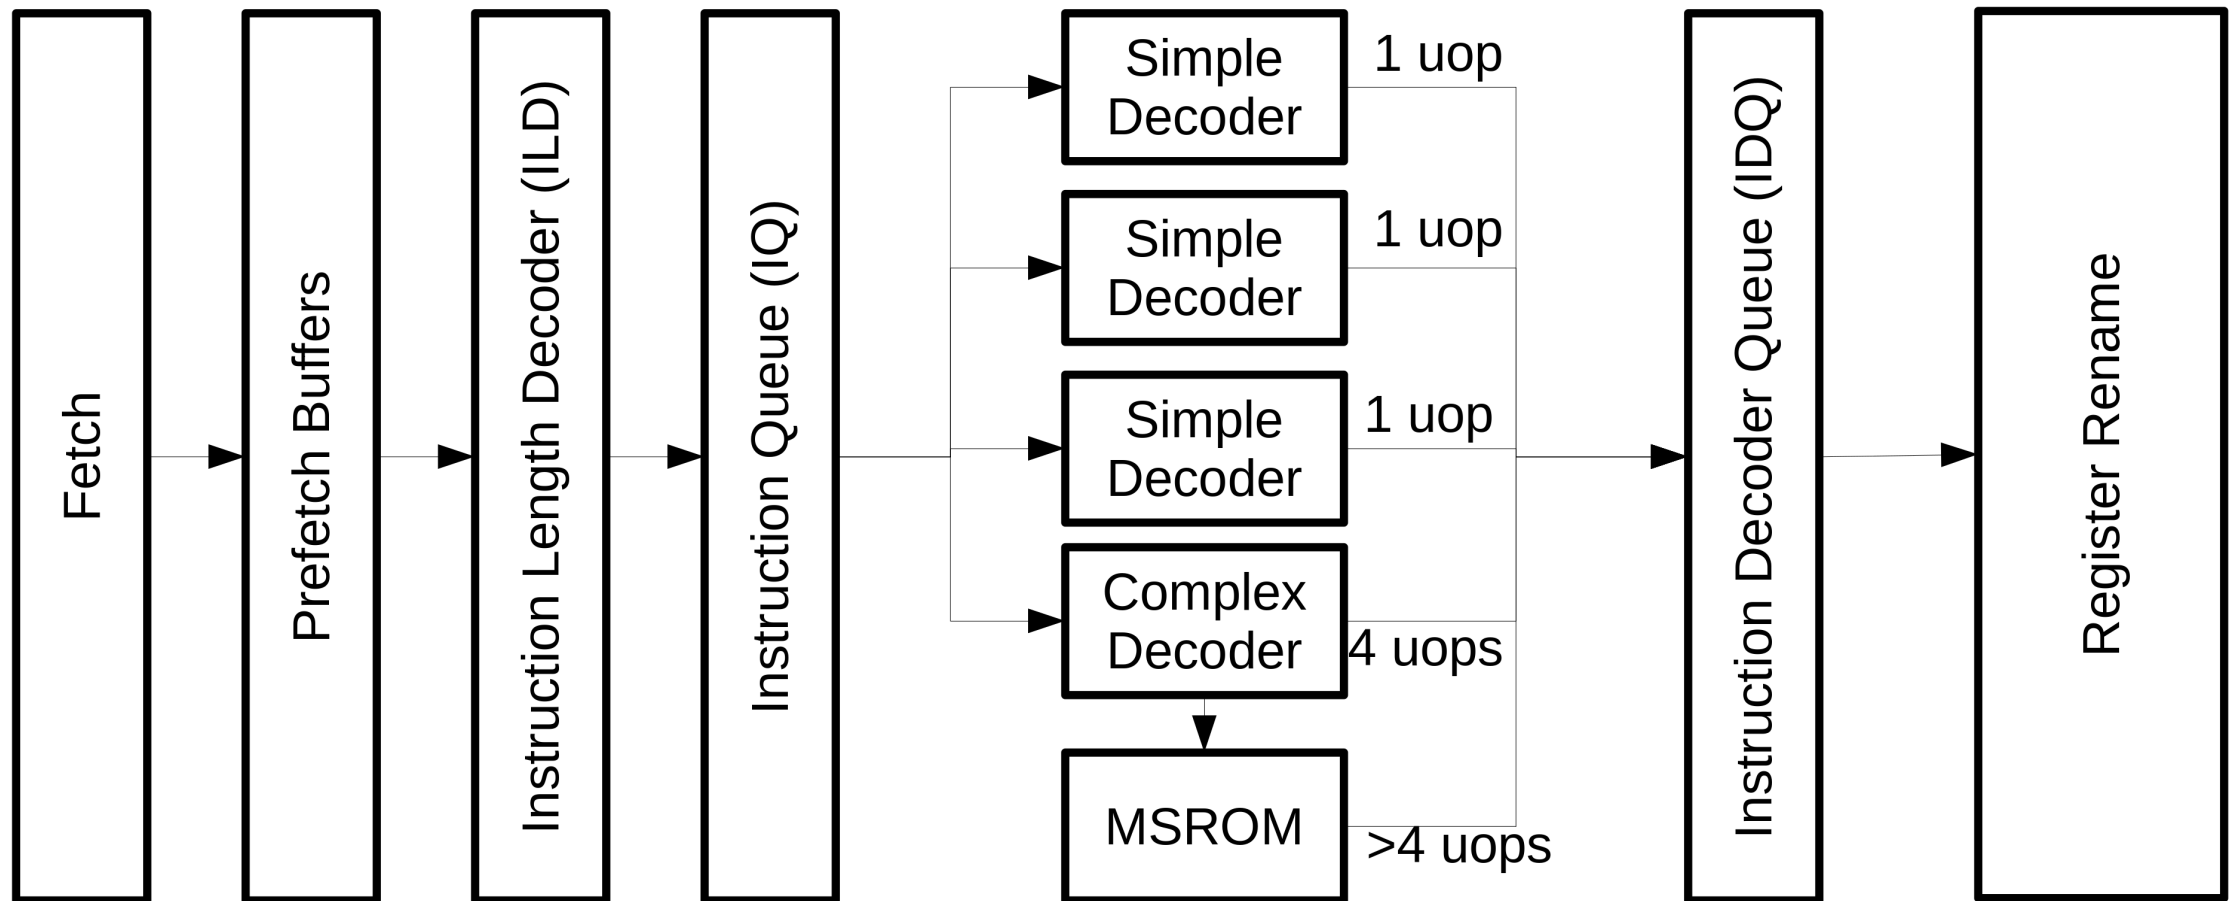 Fetch
Prefetch Buffers
Instruction Length Decoder (ILD)
Instruction Queue (IQ)
Simple
Decoder
1 uop
Simple
Decoder
1 uop
Simple
Decoder
1 uop
Complex
Decoder
4 uops
MSROM
>4 uops
Instruction Decoder Queue (IDQ)
Register Rename